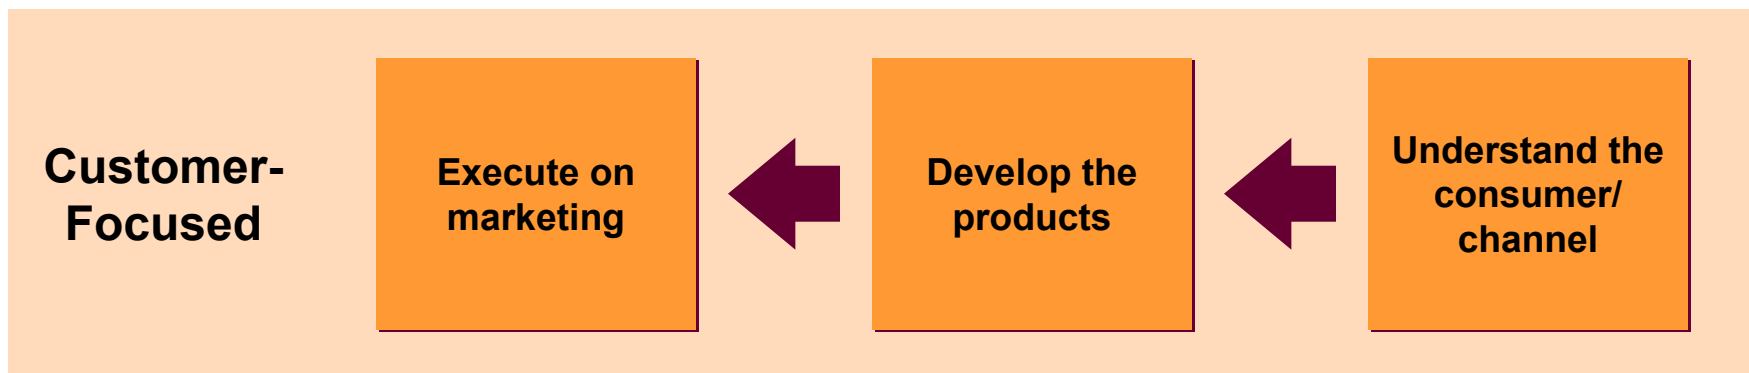 Customer-
Focused
Execute on
marketing
Develop the
products
Understand the
consumer/
channel